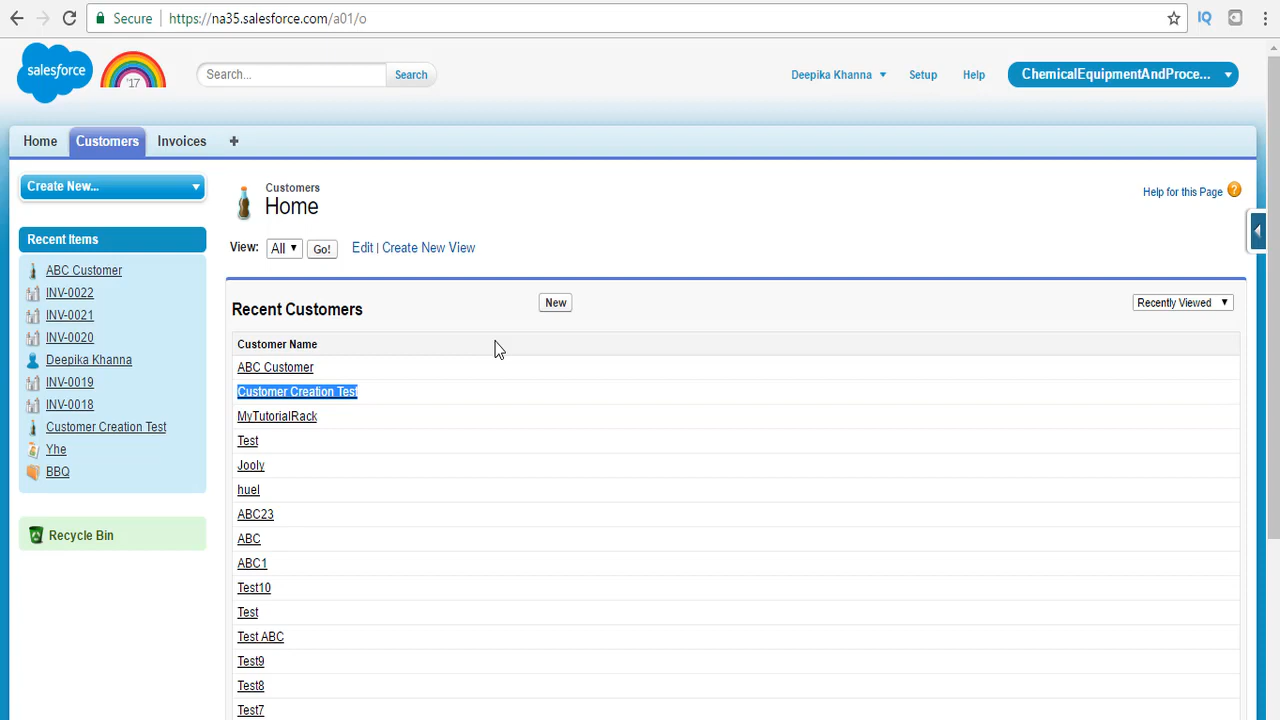 Secure https://na35.salesforce.com/a01/o IQ
salesforce '17 Search... Search Deepika Khanna Setup Help ChemicalEquipmentAndProce...
Home Customers Invoices +
Create New...
Recent Items
ABC Customer
INV-0022
INV-0021
INV-0020
Deepika Khanna
INV-0019
INV-0018
Customer Creation Test
Yhe
BBQ
Recycle Bin
Customers
Home
Help for this Page ?
View: All Go! Edit | Create New View
Recent Customers New Recently Viewed
Customer Name
ABC Customer
Customer Creation Test
MyTutorialRack
Test
Jooly
huel
ABC23
ABC
ABC1
Test10
Test
Test ABC
Test9
Test8
Test7